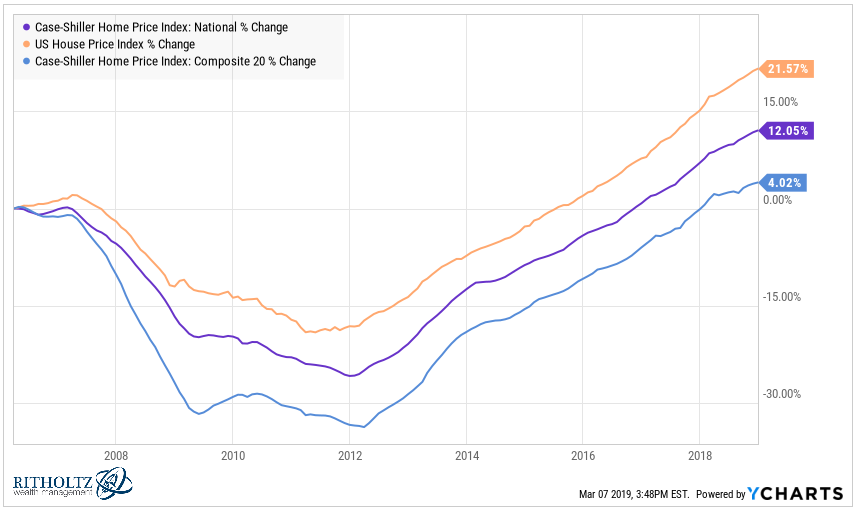 Case-Shiller Home Price Index: National % Change
US House Price Index % Change
Case-Shiller Home Price Index: Composite 20 % Change
21.57%
15.00%
12.05%
4.02%
0.00%
-15.00%
-30.00%
2008 2010 2012 2014 2016 2018
RITHOLTZ
wealth management
Mar 07 2019, 3:48PM EST. Powered by YCHARTS